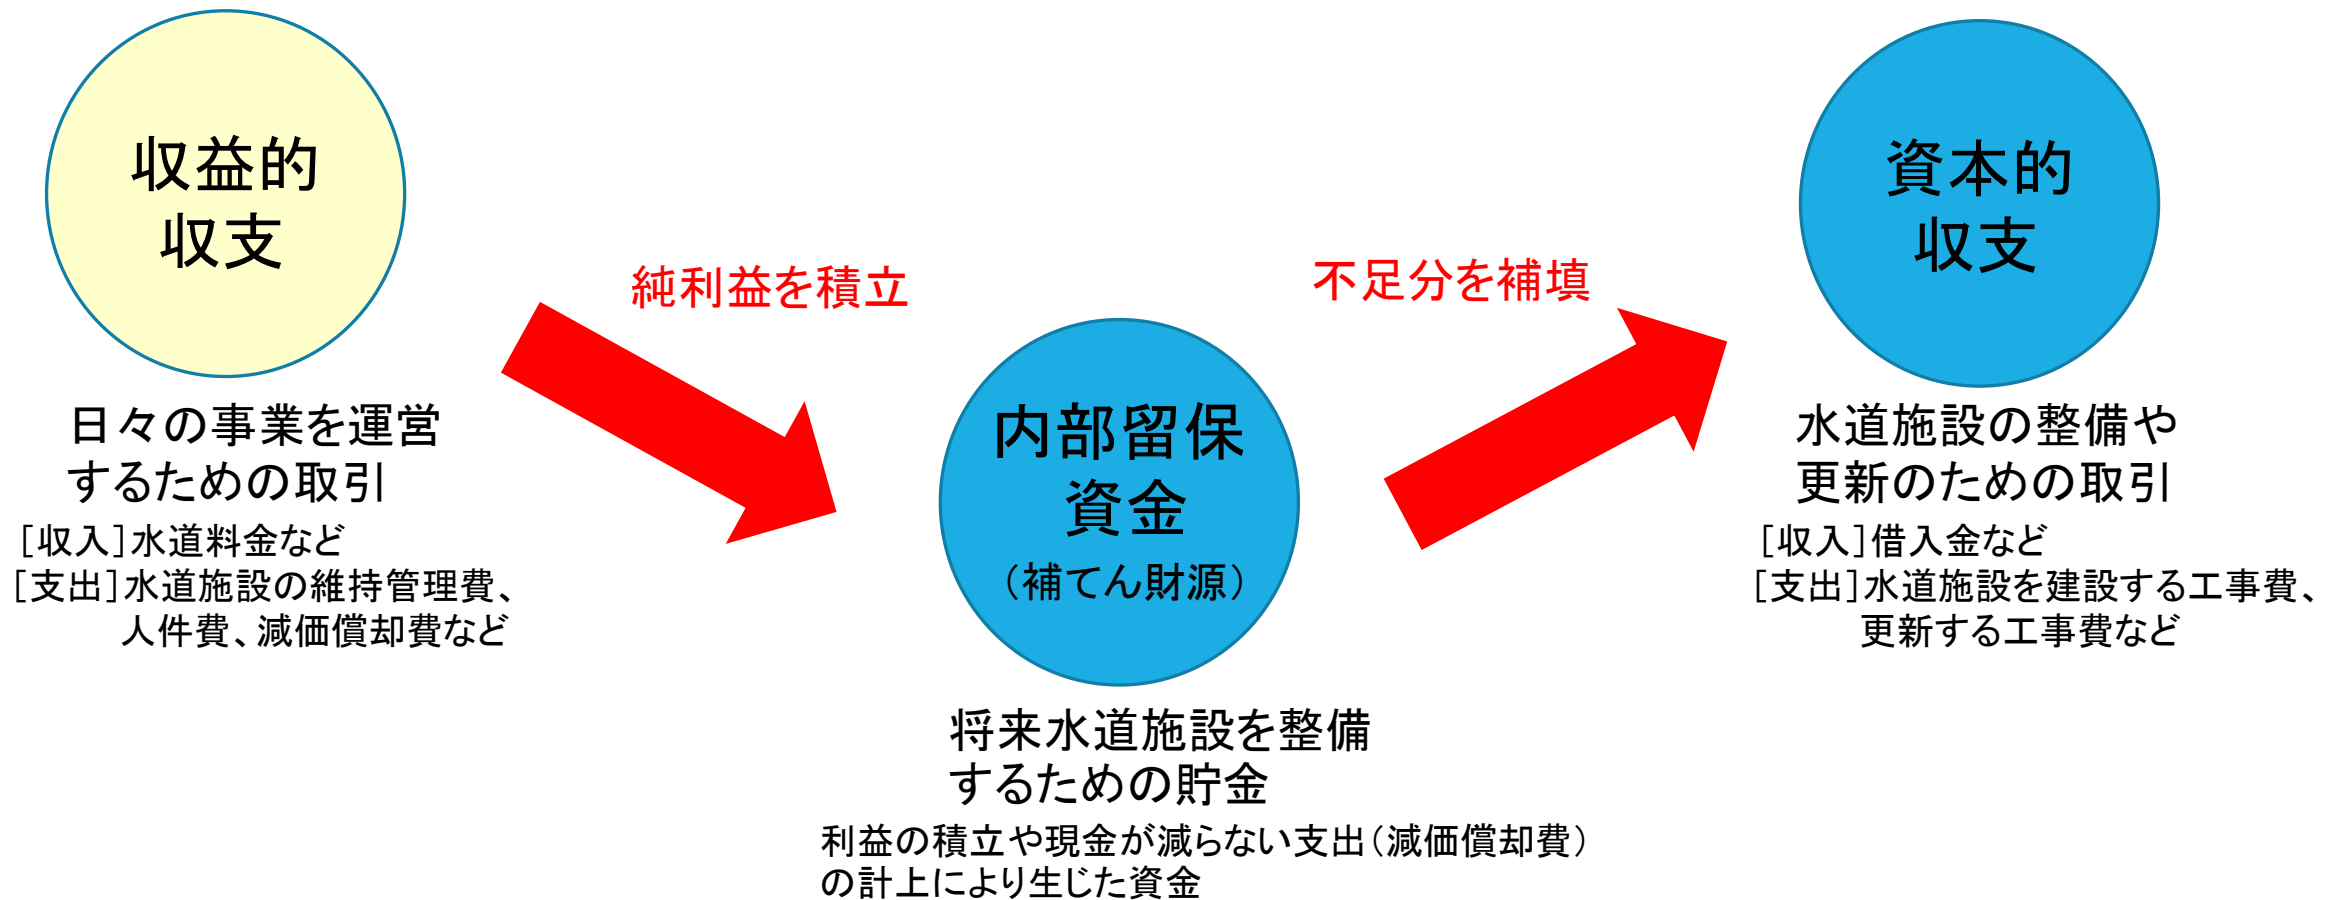 収益的
収支
日々の事業を運営
するための取引
[収入]水道料金など
[支出]水道施設の維持管理費、
人件費、減価償却費など
純利益を積立
内部留保
資金
（補てん財源）
将来水道施設を整備
するための貯金
利益の積立や現金が減らない支出（減価償却費）
の計上により生じた資金
不足分を補填
資本的
収支
水道施設の整備や
更新のための取引
[収入]借入金など
[支出]水道施設を建設する工事費、
更新する工事費など